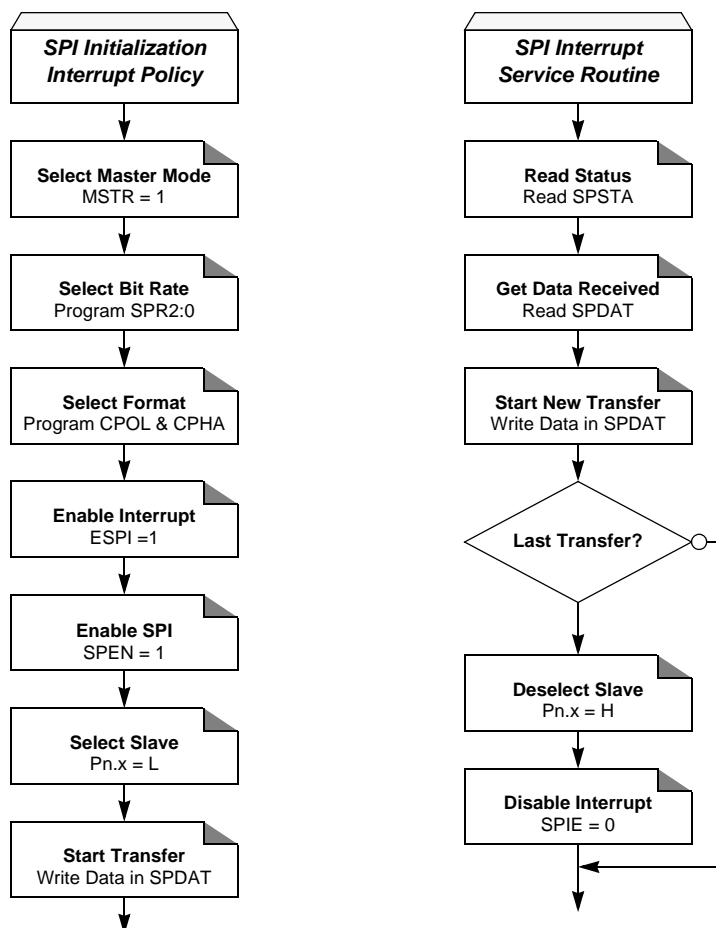 SPI Initialization
Interrupt Policy
Select Master Mode
MSTR = 1
Select Bit Rate
Program SPR2:0
Select Format
Program CPOL & CPHA
Enable Interrupt
ESPI =1
Enable SPI
SPEN = 1
Select Slave
Pn.x = L
Start Transfer
Write Data in SPDAT
SPI Interrupt
Service Routine
Read Status
Read SPSTA
Get Data Received
Read SPDAT
Start New Transfer
Write Data in SPDAT
Last Transfer?
Deselect Slave
Pn.x = H
Disable Interrupt
SPIE = 0